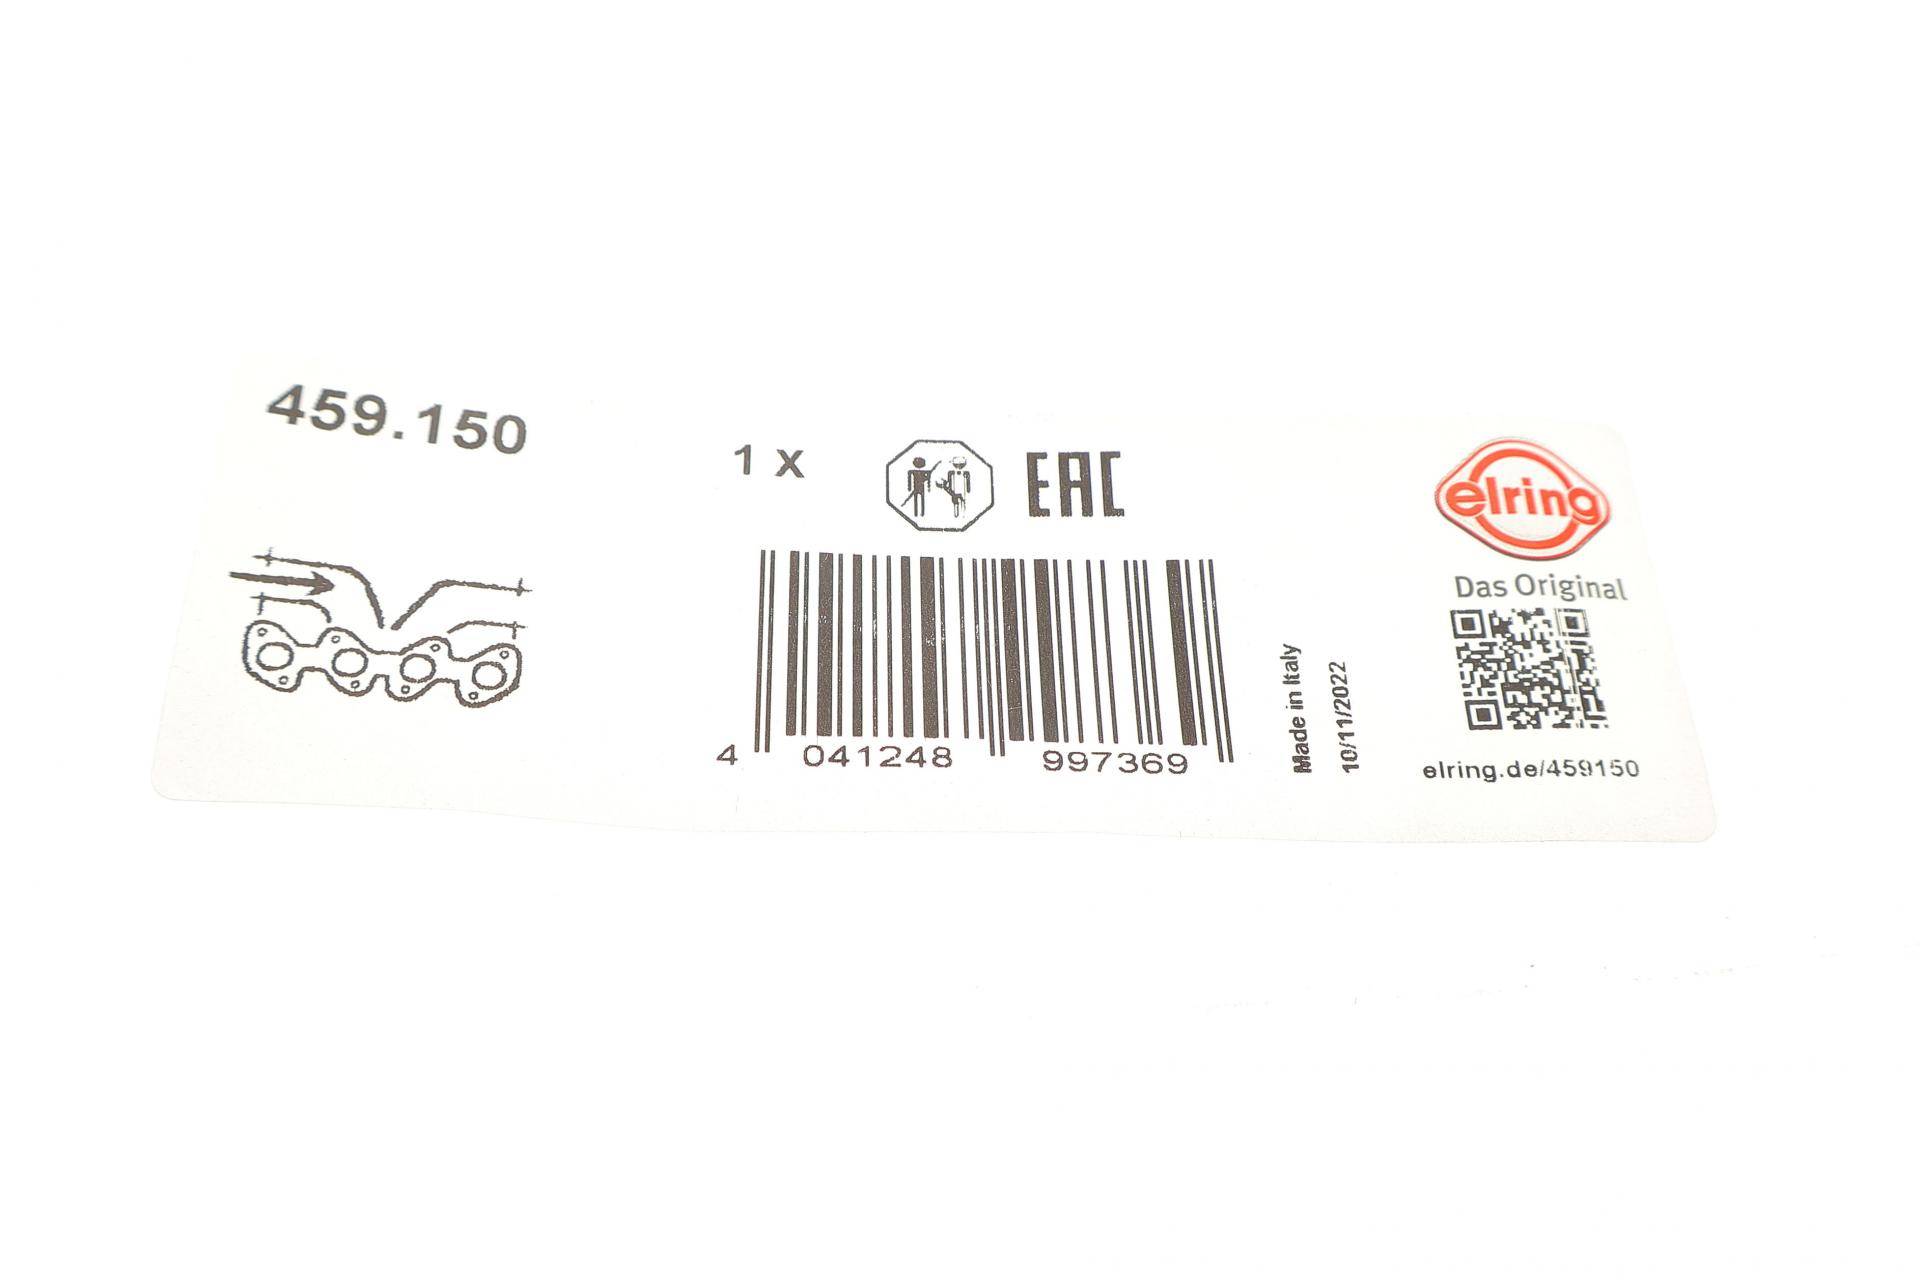 459.150
1 X
EAC
4 041248 997369
Made in Italy
10/11/2022
elring
Das Original
elring.de/459150